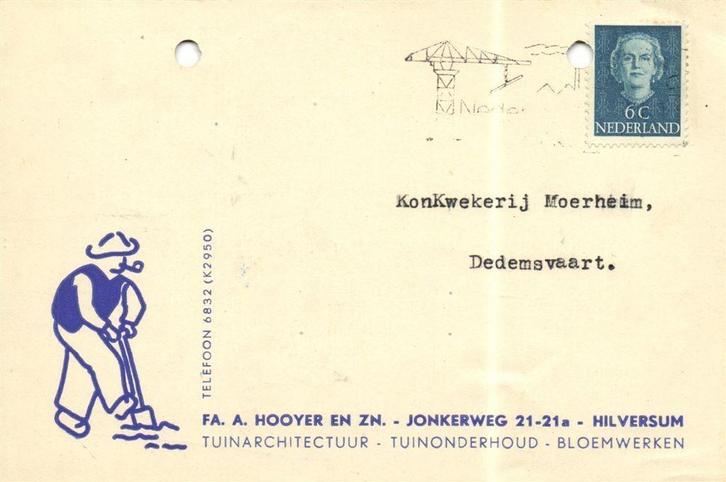 Neder
6C
NEDERLAND
KonKwekerij Moerheim,
Dedemsvaart.
TELEFOON 6832 (K2950)
FA. A. HOOYER EN ZN. - JONKERWEG 21-21a - HILVERSUM
TUINARCHITECTUUR - TUINONDERHOUD - BLOEMWERKEN